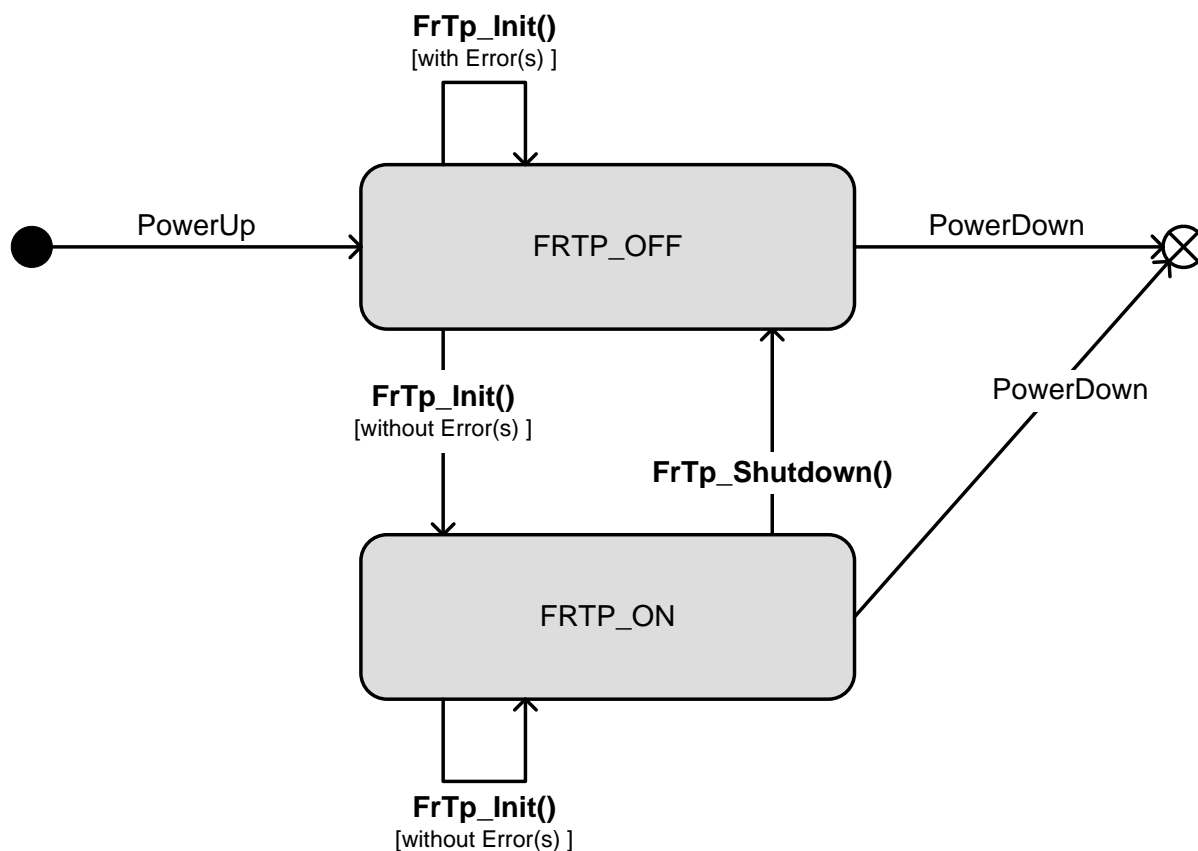 FrTp_Init()
[with Error(s) ]
PowerUp
FRTP_OFF
PowerDown
FrTp_Init()
[without Error(s) ]
PowerDown
FrTp_Shutdown()
FRTP_ON
FrTp_Init()
[without Error(s) ]